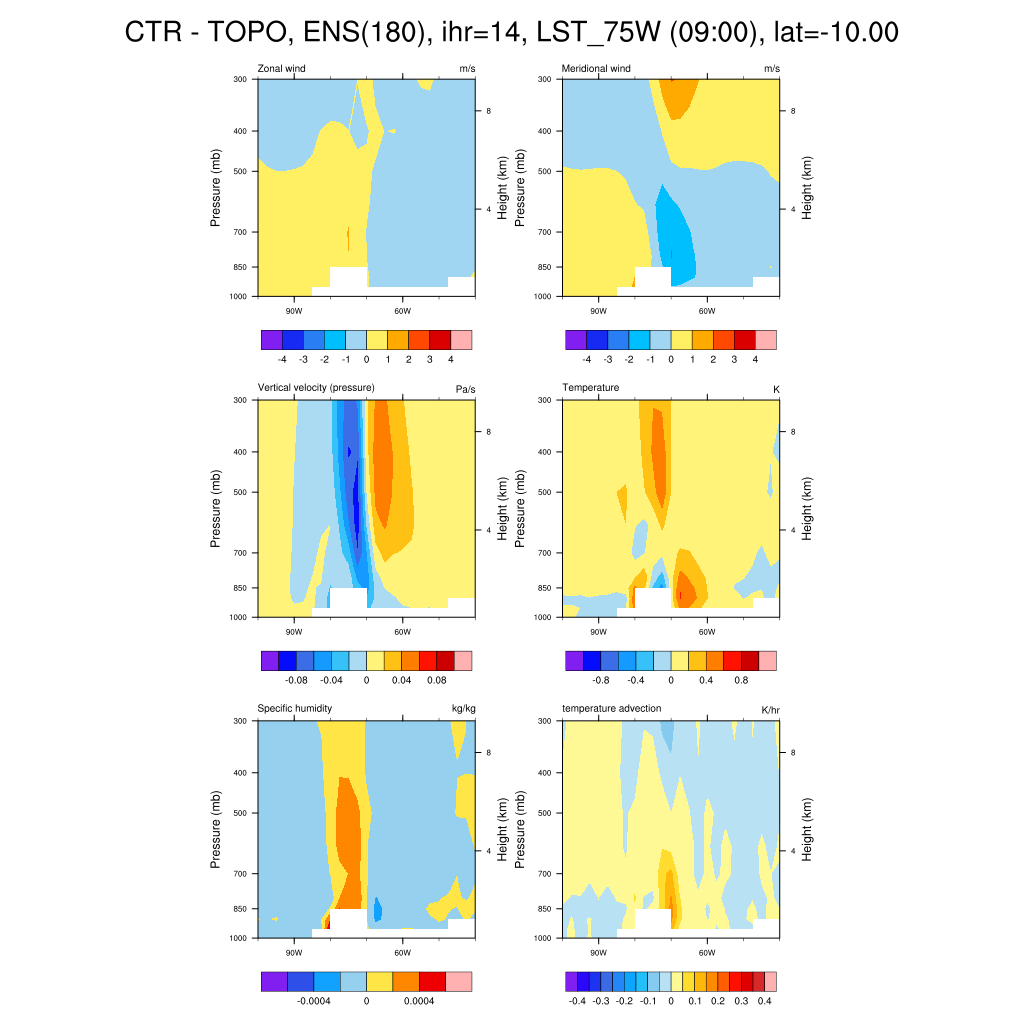 CTR - TOPO, ENS(180), ihr=14, LST_75W (09:00), lat=-10.00
Zonal wind m/s
Pressure (mb)
300
400
500
700
850
1000
8
4
Height (km)
90W 60W
-4 -3 -2 -1 0 1 2 3 4
Meridional wind m/s
Pressure (mb)
300
400
500
700
850
1000
8
4
Height (km)
90W 60W
-4 -3 -2 -1 0 1 2 3 4
Vertical velocity (pressure) Pa/s
Pressure (mb)
300
400
500
700
850
1000
8
4
Height (km)
90W 60W
-0.08 -0.04 0 0.04 0.08
Temperature K
Pressure (mb)
300
400
500
700
850
1000
8
4
Height (km)
90W 60W
-0.8 -0.4 0 0.4 0.8
Specific humidity kg/kg
Pressure (mb)
300
400
500
700
850
1000
8
4
Height (km)
90W 60W
-0.0004 0 0.0004
temperature advection K/hr
Pressure (mb)
300
400
500
700
850
1000
8
4
Height (km)
90W 60W
-0.4 -0.3 -0.2 -0.1 0 0.1 0.2 0.3 0.4